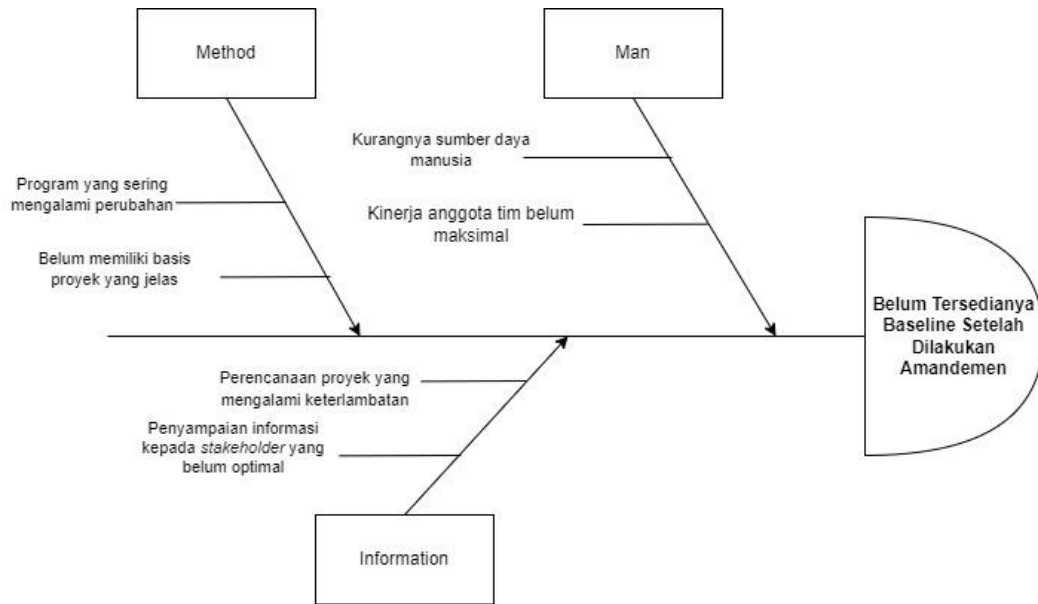 Method
Man
Kurangnya sumber daya
manusia
Program yang sering
mengalami perubahan
Kinerja anggota tim belum
maksimal
Belum memiliki basis
proyek yang jelas
Belum Tersedianya
Baseline Setelah
Dilakukan
Amandemen
Perencanaan proyek yang
mengalami keterlambatan
Penyampaian informasi
kepada stakeholder yang
belum optimal
Information